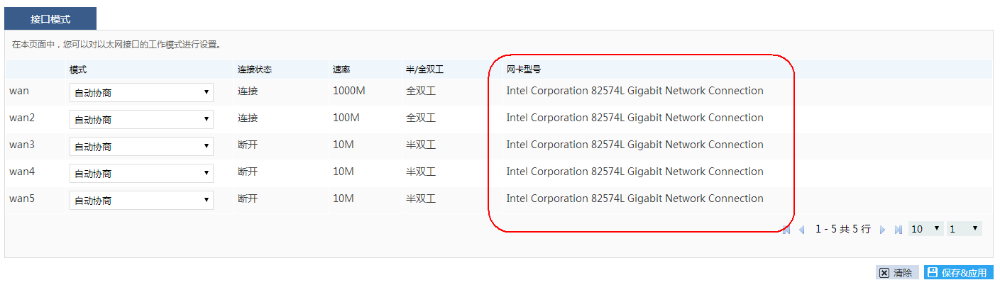 接口模式
在本页面中，您可以对以太网接口的工作模式进行设置。
模式 连接状态 速率 半/全双工 网卡型号
wan 自动协商 连接 1000M 全双工 Intel Corporation 82574L Gigabit Network Connection
wan2 自动协商 连接 100M 全双工 Intel Corporation 82574L Gigabit Network Connection
wan3 自动协商 断开 10M 半双工 Intel Corporation 82574L Gigabit Network Connection
wan4 自动协商 断开 10M 半双工 Intel Corporation 82574L Gigabit Network Connection
wan5 自动协商 断开 10M 半双工 Intel Corporation 82574L Gigabit Network Connection
1 - 5 共 5 行 10 1
清除 保存&应用